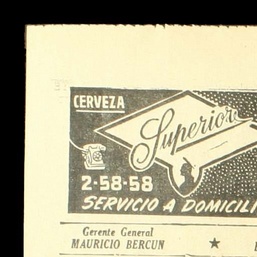 CERVEZA
Superior
2-58-58
SERVICIO A DOMICILI
Gerente General
MAURICIO BERCUN